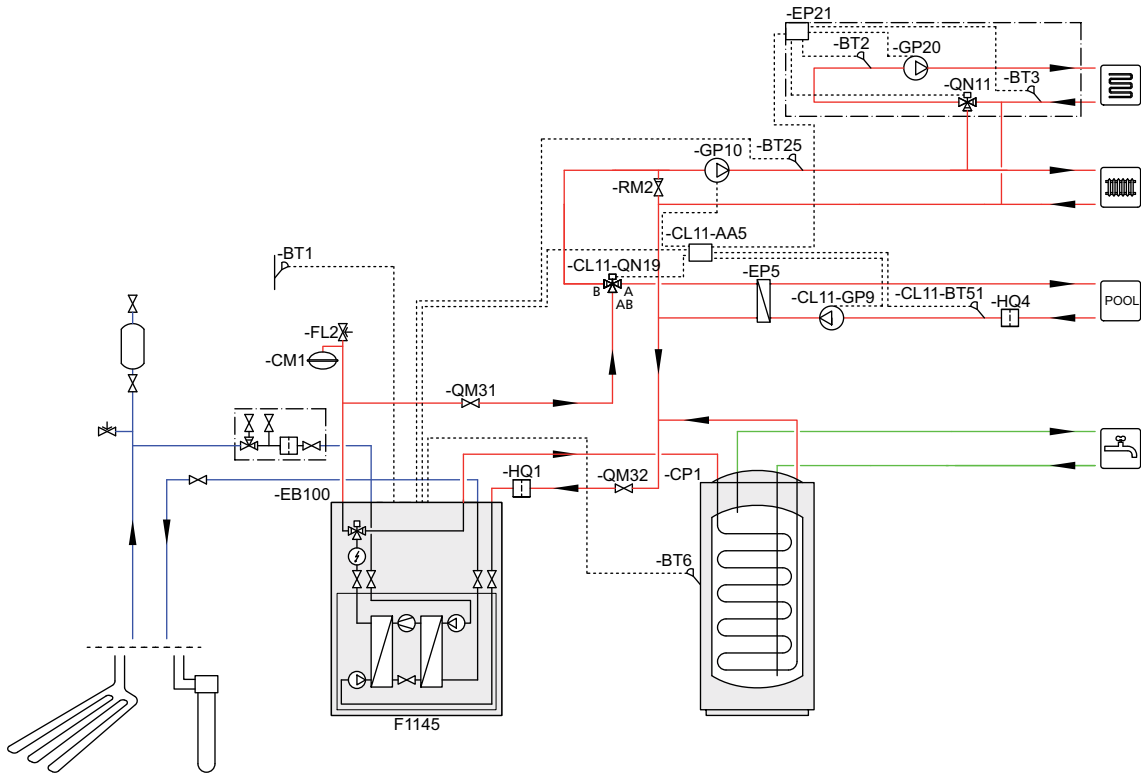 -EP21
-BT2
-GP20
-BT3
-QN11
-GP10
-BT25
-RM2
-CL11-AA5
-BT1
-CL11-QN19
B
A
AB
-EP5
-CL11-GP9
-CL11-BT51
-HQ4
POOL
-FL2
-CM1
-QM31
-HQ1
-QM32
-CP1
-EB100
-BT6
F1145